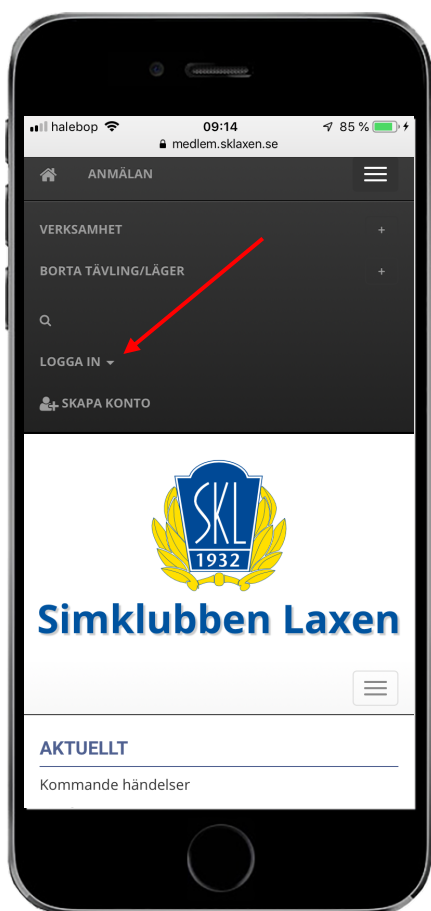 halebop 09:14 85 %
medlem.sklaxen.se
ANMÄLAN
VERKSAMHET +
BORTA TÄVLING/LÄGER +
LOGGA IN
SKAPA KONTO
SKL
1932
Simklubben Laxen
AKTUELLT
Kommande händelser